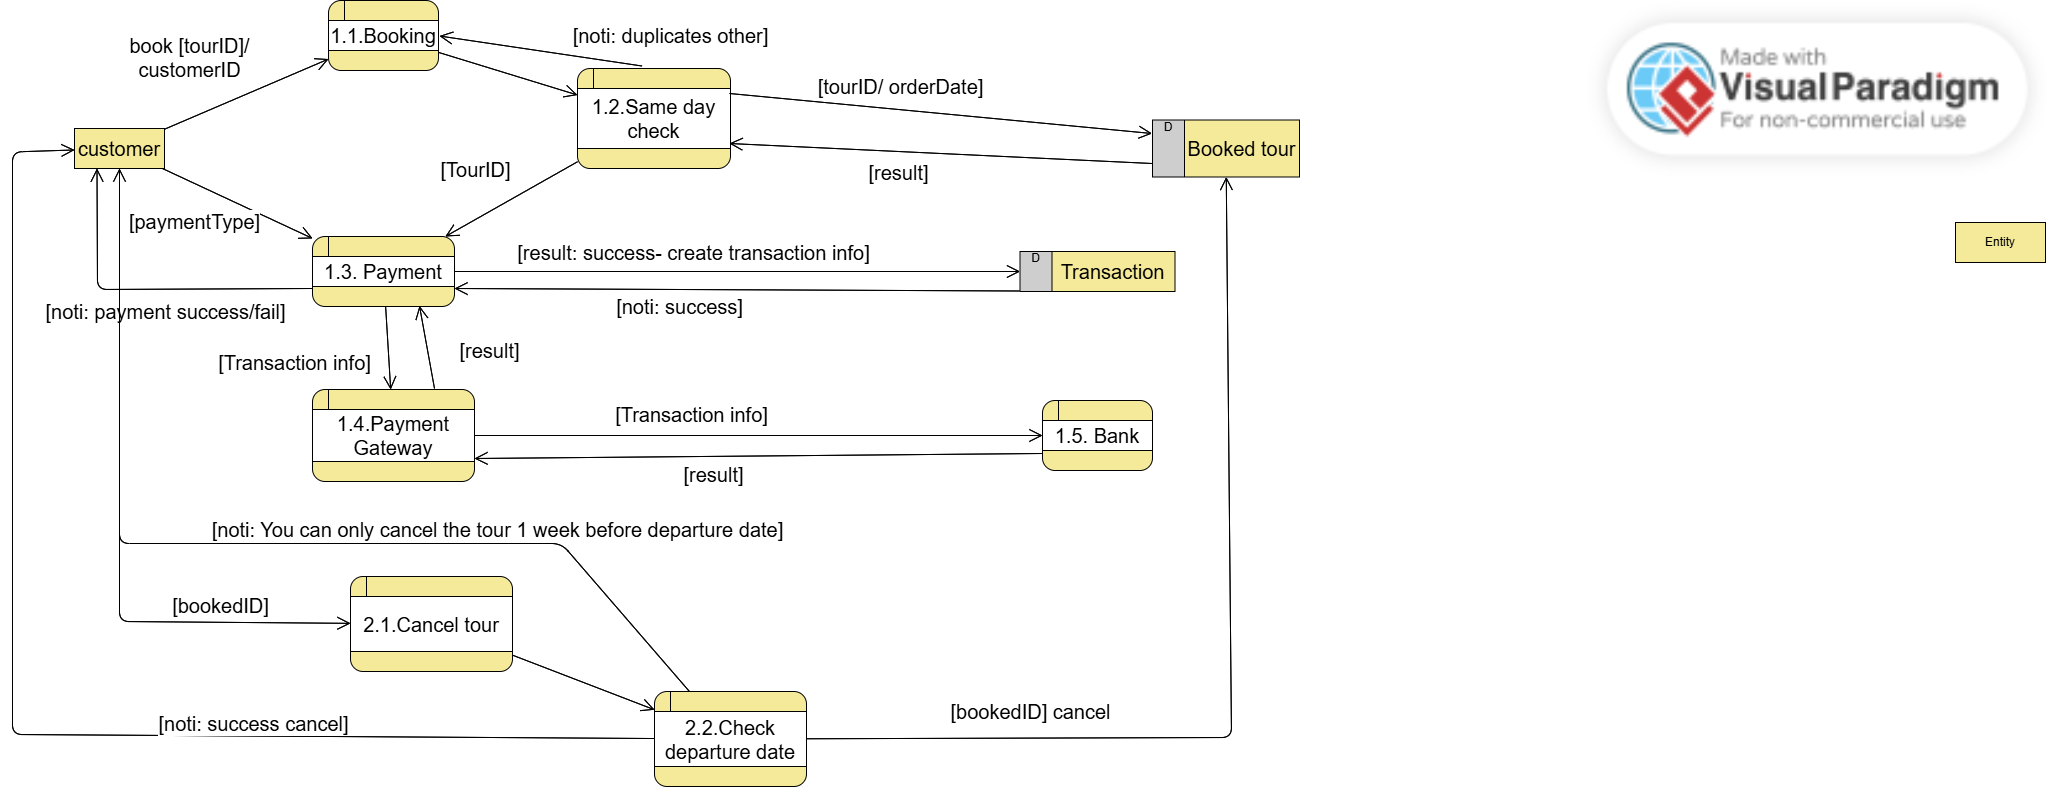 1.1.Booking
[noti: duplicates other]
book [tourID]/
customerID
Made with
Visual Paradigm
For non-commercial use
1.2.Same day
check
[tourID/ orderDate]
D
Booked tour
customer
[TourID]
[result]
[paymentType]
Entity
1.3. Payment
[result: success- create transaction info]
D
Transaction
[noti: payment success/fail]
[noti: success]
[Transaction info]
[result]
1.4.Payment
Gateway
[Transaction info]
1.5. Bank
[result]
[noti: You can only cancel the tour 1 week before departure date]
[bookedID]
2.1.Cancel tour
[noti: success cancel]
2.2.Check
departure date
[bookedID] cancel